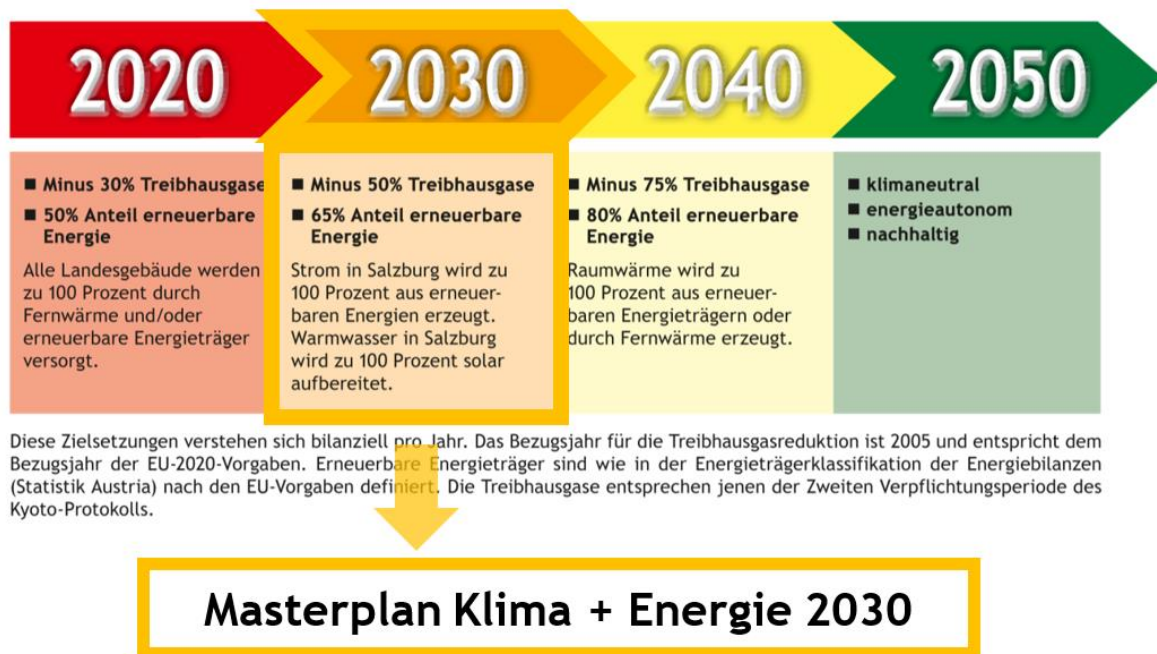 2020
2030
2040
2050
■ Minus 30% Treibhausgase
■ 50% Anteil erneuerbare
Energie
Alle Landesgebäude werden
zu 100 Prozent durch
Fernwärme und/oder
erneuerbare Energieträger
versorgt.
■ Minus 50% Treibhausgase
■ 65% Anteil erneuerbare
Energie
Strom in Salzburg wird zu
100 Prozent aus erneuer-
baren Energien erzeugt.
Warmwasser in Salzburg
wird zu 100 Prozent solar
aufbereitet.
■ Minus 75% Treibhausgase
■ 80% Anteil erneuerbare
Energie
Raumwärme wird zu
100 Prozent aus erneuer-
baren Energieträgern oder
durch Fernwärme erzeugt.
■ klimaneutral
■ energieautonom
■ nachhaltig
Diese Zielsetzungen verstehen sich bilanziell pro Jahr. Das Bezugsjahr für die Treibhausgasreduktion ist 2005 und entspricht dem
Bezugsjahr der EU-2020-Vorgaben. Erneuerbare Energieträger sind wie in der Energieträgerklassifikation der Energiebilanzen
(Statistik Austria) nach den EU-Vorgaben definiert. Die Treibhausgase entsprechen jenen der Zweiten Verpflichtungsperiode des
Kyoto-Protokolls.
Masterplan Klima + Energie 2030